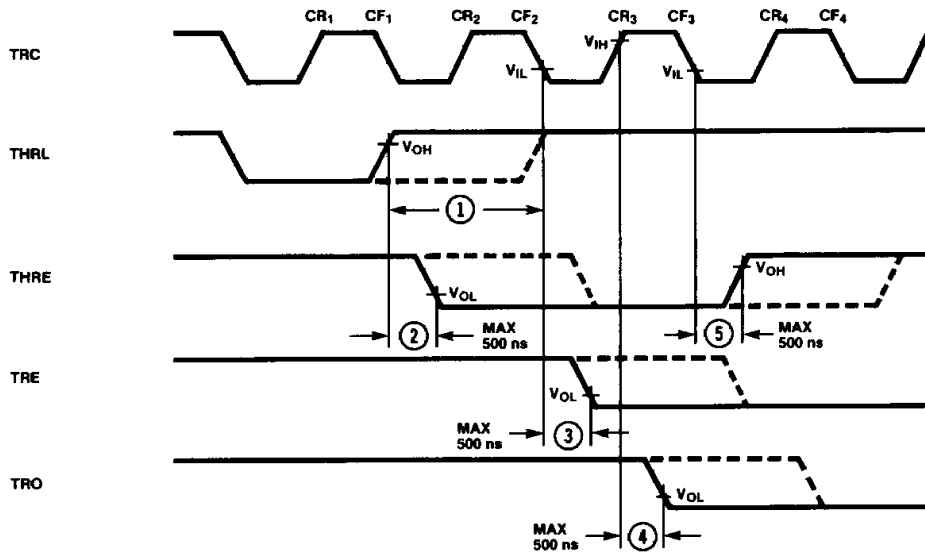 CR1 CF1 CR2 CF2 CR3 CF3 CR4 CF4
TRC
VIH
VIL
VIL
THRL
VOH
1
THRE
VOH
VOL
2
MAX
500 ns
5
MAX
500 ns
TRE
VOL
MAX
500 ns
3
TRO
VOL
MAX
500 ns
4